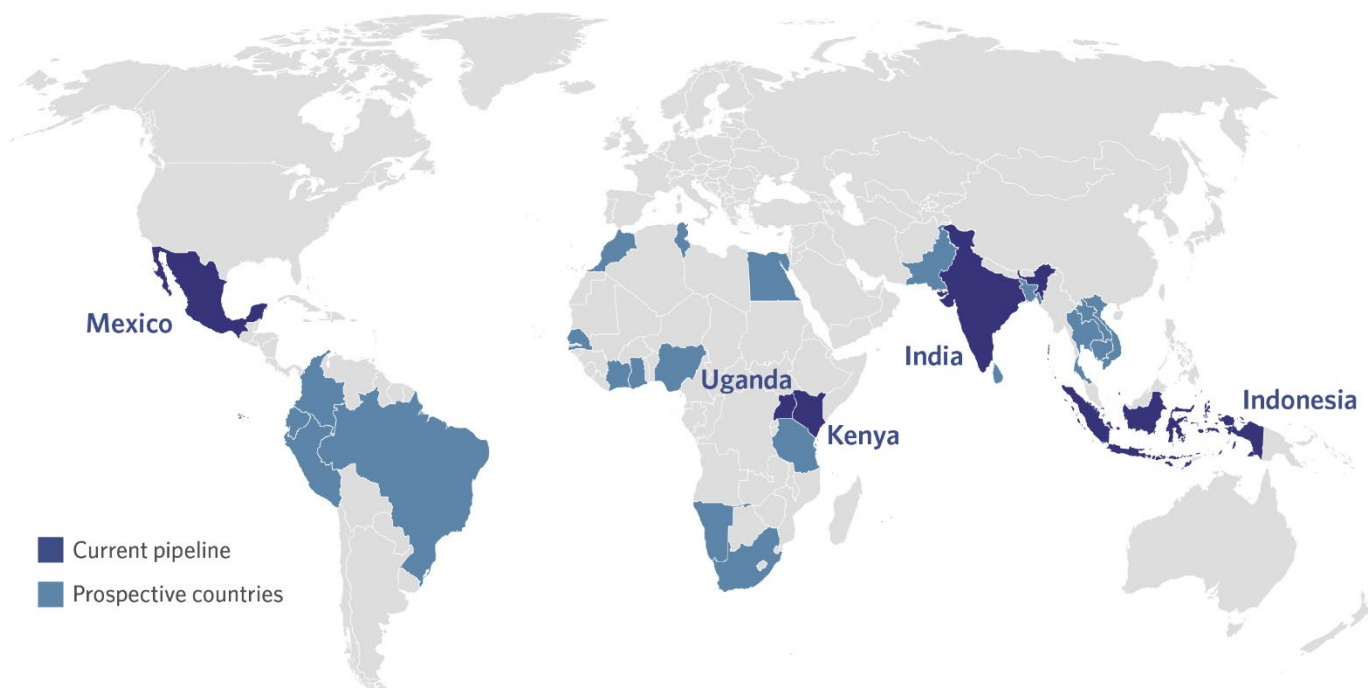 Mexico
Uganda
Kenya
India
Indonesia
Current pipeline
Prospective countries